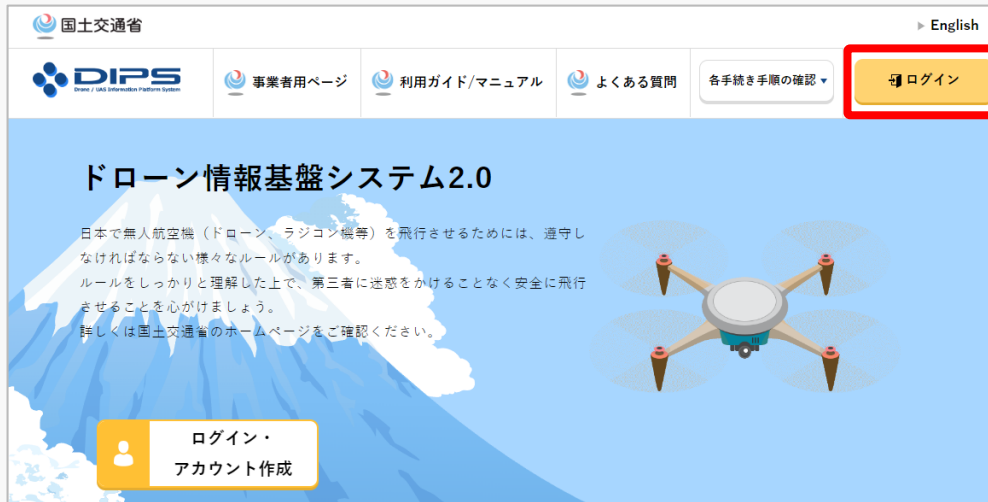 国土交通省
English
DIPS
Drone / UAS Information Platform System
事業者用ページ
利用ガイド/マニュアル
よくある質問
各手続き手順の確認
ログイン
ドローン情報基盤システム2.0
日本で無人航空機（ドローン、ラジコン機等）を飛行させるためには、遵守し
なければならない様々なルールがあります。
ルールをしっかりと理解した上で、第三者に迷惑をかけることなく安全に飛行
させることを心がけましょう。
詳しくは国土交通省のホームページをご確認ください。
ログイン・
アカウント作成